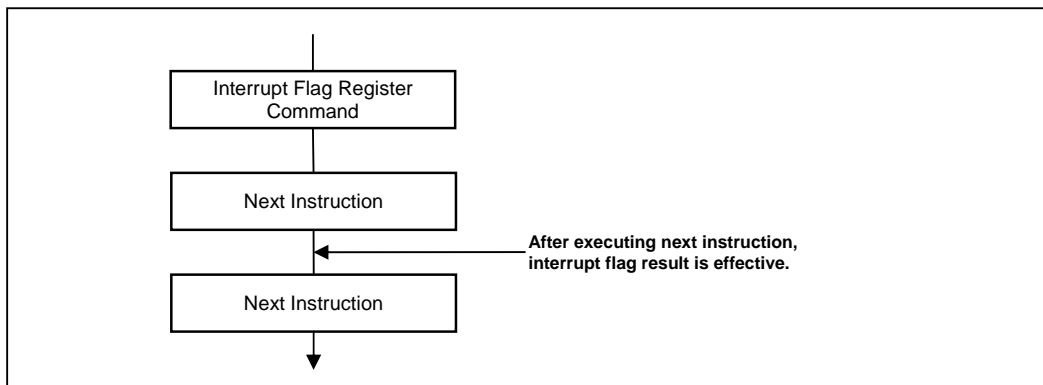 Interrupt Flag Register
Command
Next Instruction
After executing next instruction,
interrupt flag result is effective.
Next Instruction